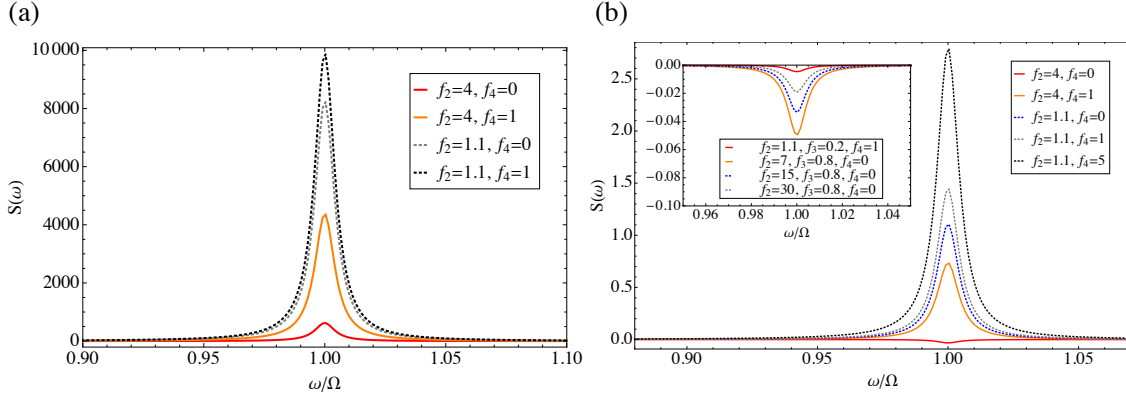 (a)
S(ω)
10000
8000
6000
4000
2000
0
0.90 0.95 1.00 1.05 1.10
ω/Ω
f₂=4, f₄=0
f₂=4, f₄=1
f₂=1.1, f₄=0
f₂=1.1, f₄=1
(b)
S(ω)
2.5
2.0
1.5
1.0
0.5
0.0
0.90 0.95 1.00 1.05
ω/Ω
f₂=4, f₄=0
f₂=4, f₄=1
f₂=1.1, f₄=0
f₂=1.1, f₄=1
f₂=1.1, f₄=5
0.00
−0.02
−0.04
−0.06
−0.08
−0.10
0.96 0.98 1.00 1.02 1.04
ω/Ω
f₂=1.1, f₃=0.2, f₄=1
f₂=7, f₃=0.8, f₄=0
f₂=15, f₃=0.8, f₄=0
f₂=30, f₃=0.8, f₄=0